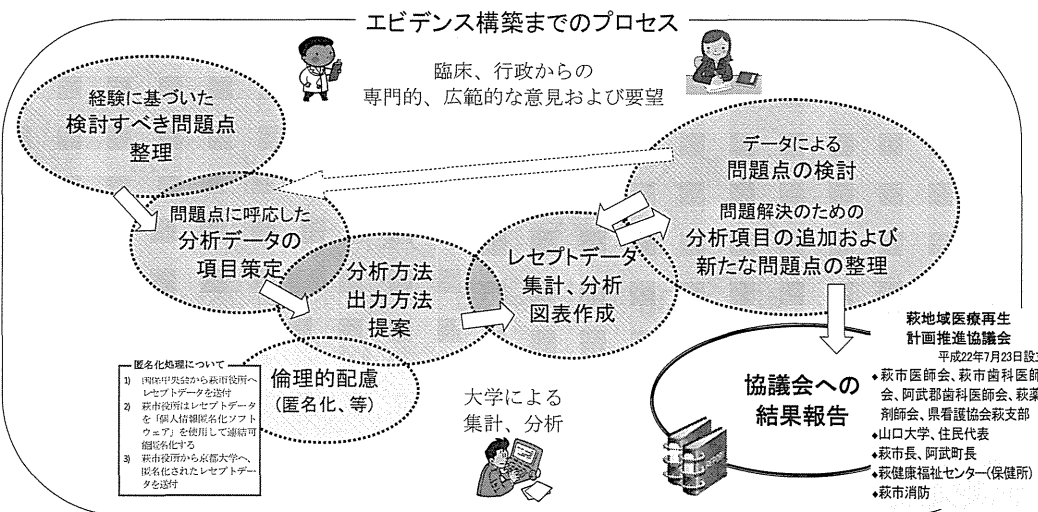 エビデンス構築までのプロセス
臨床、行政からの
専門的、広範的な意見および要望
経験に基づいた
検討すべき問題点
整理
問題点に呼応した
分析データの
項目策定
分析方法
出力方法
提案
倫理的配慮
(匿名化、等)
レセプトデータ
集計、分析
図表作成
データによる
問題点の検討
問題解決のための
分析項目の追加および
新たな問題点の整理
匿名化処理について
1) 国保中央会から萩市役所へ
レセプトデータを送付
2) 萩市役所はレセプトデータ
を「個人情報匿名化ソフト
ウェア」を使用して連結可
能匿名化する
3) 萩市役所から京都大学へ、
匿名化されたレセプトデー
タを送付
大学による
集計、分析
協議会への
結果報告
萩地域医療再生
計画推進協議会
平成22年7月23日設立
◆萩市医師会、萩市歯科医師
会、阿武郡歯科医師会、萩薬
剤師会、県看護協会萩支部
◆山口大学、住民代表
◆萩市長、阿武町長
◆萩健康福祉センター(保健所)
◆萩市消防